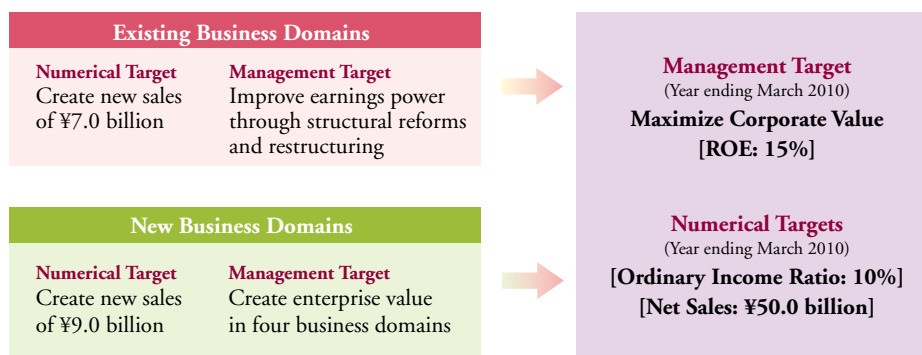 Existing Business Domains
Numerical Target
Create new sales
of ¥7.0 billion
Management Target
Improve earnings power
through structural reforms
and restructuring
New Business Domains
Numerical Target
Create new sales
of ¥9.0 billion
Management Target
Create enterprise value
in four business domains
Management Target
(Year ending March 2010)
Maximize Corporate Value
[ROE: 15%]
Numerical Targets
(Year ending March 2010)
[Ordinary Income Ratio: 10%]
[Net Sales: ¥50.0 billion]